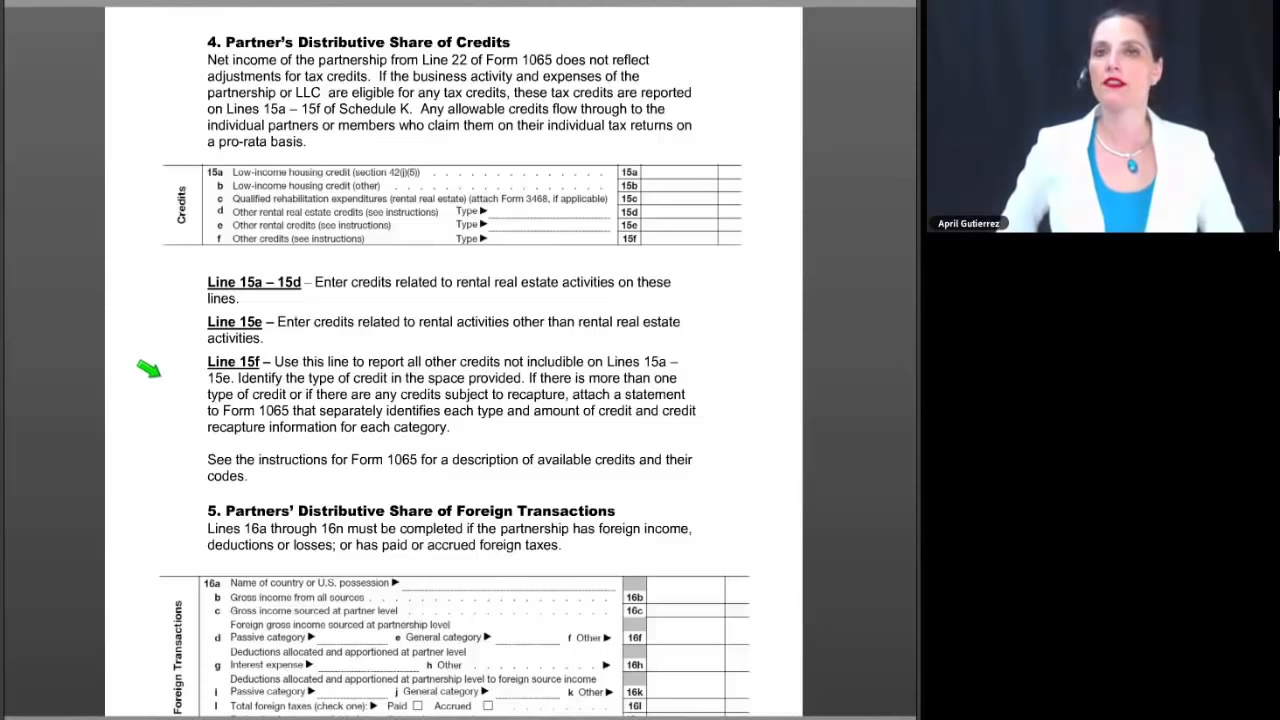 4. Partner's Distributive Share of Credits
Net income of the partnership from Line 22 of Form 1065 does not reflect
adjustments for tax credits. If the business activity and expenses of the
partnership or LLC are eligible for any tax credits, these tax credits are reported
on Lines 15a – 15f of Schedule K. Any allowable credits flow through to the
individual partners or members who claim them on their individual tax returns on
a pro-rata basis.
Credits
15a Low-income housing credit (section 42(j)(5)) . . . . . . . . . . . . . 15a
b Low-income housing credit (other) . . . . . . . . . . . . . . 15b
c Qualified rehabilitation expenditures (rental real estate) (attach Form 3468, if applicable) 15c
d Other rental real estate credits (see instructions) Type ▶ 15d
e Other rental credits (see instructions) Type ▶ 15e
f Other credits (see instructions) Type ▶ 15f
Line 15a – 15d – Enter credits related to rental real estate activities on these
lines.
Line 15e – Enter credits related to rental activities other than rental real estate
activities.
Line 15f – Use this line to report all other credits not includible on Lines 15a –
15e. Identify the type of credit in the space provided. If there is more than one
type of credit or if there are any credits subject to recapture, attach a statement
to Form 1065 that separately identifies each type and amount of credit and credit
recapture information for each category.
See the instructions for Form 1065 for a description of available credits and their
codes.
5. Partners' Distributive Share of Foreign Transactions
Lines 16a through 16n must be completed if the partnership has foreign income,
deductions or losses; or has paid or accrued foreign taxes.
Foreign Transactions
16a Name of country or U.S. possession ▶
b Gross income from all sources . . . . . . . . . . . . . . . 16b
c Gross income sourced at partner level . . . . . . . . . . . . . 16c
Foreign gross income sourced at partnership level
d Passive category ▶ e General category ▶ f Other ▶ 16f
Deductions allocated and apportioned at partner level
g Interest expense ▶ h Other . . . . . . . . . ▶ 16h
Deductions allocated and apportioned at partnership level to foreign source income
i Passive category ▶ j General category ▶ k Other ▶ 16k
l Total foreign taxes (check one): ▶ Paid ☐ Accrued ☐ . . . . . . . . 16l
April Gutierrez